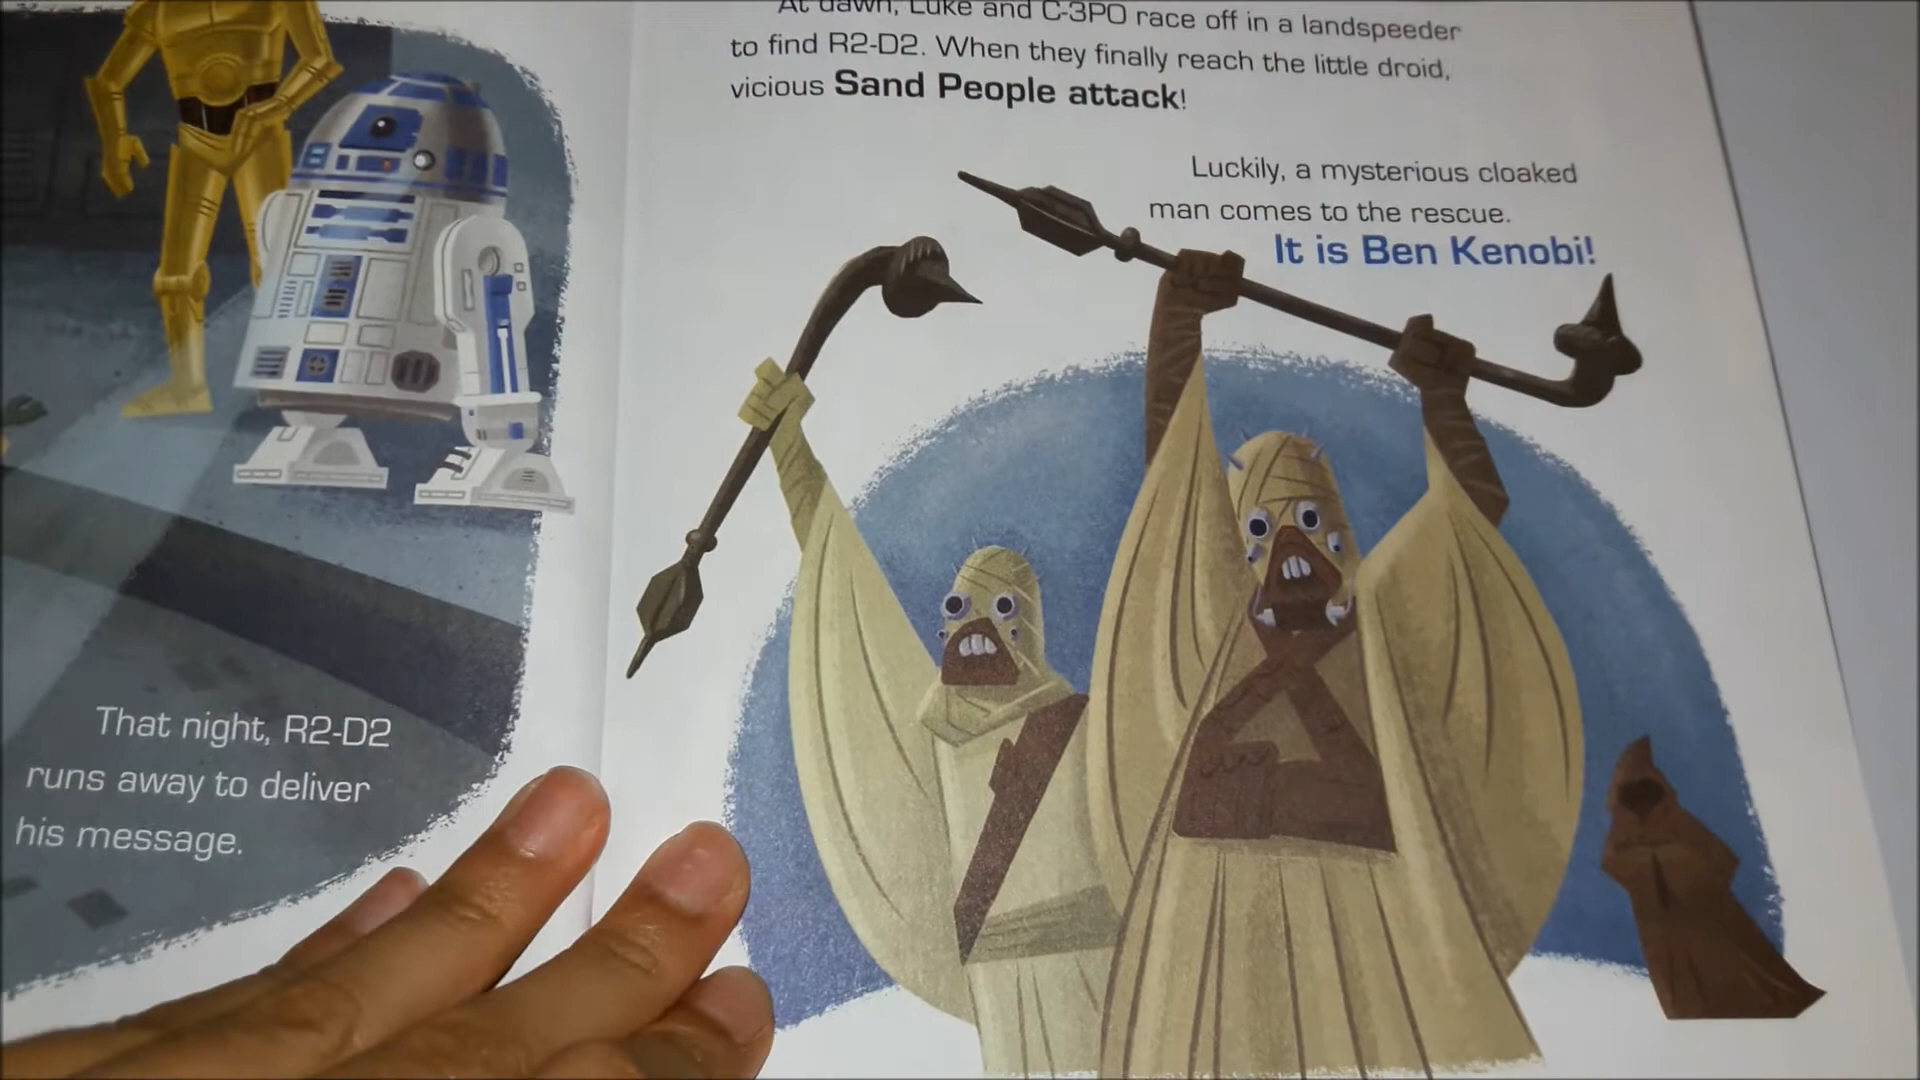 That night, R2-D2
runs away to deliver
his message.
At dawn, Luke and C-3PO race off in a landspeeder
to find R2-D2. When they finally reach the little droid,
vicious Sand People attack!
Luckily, a mysterious cloaked
man comes to the rescue.
It is Ben Kenobi!